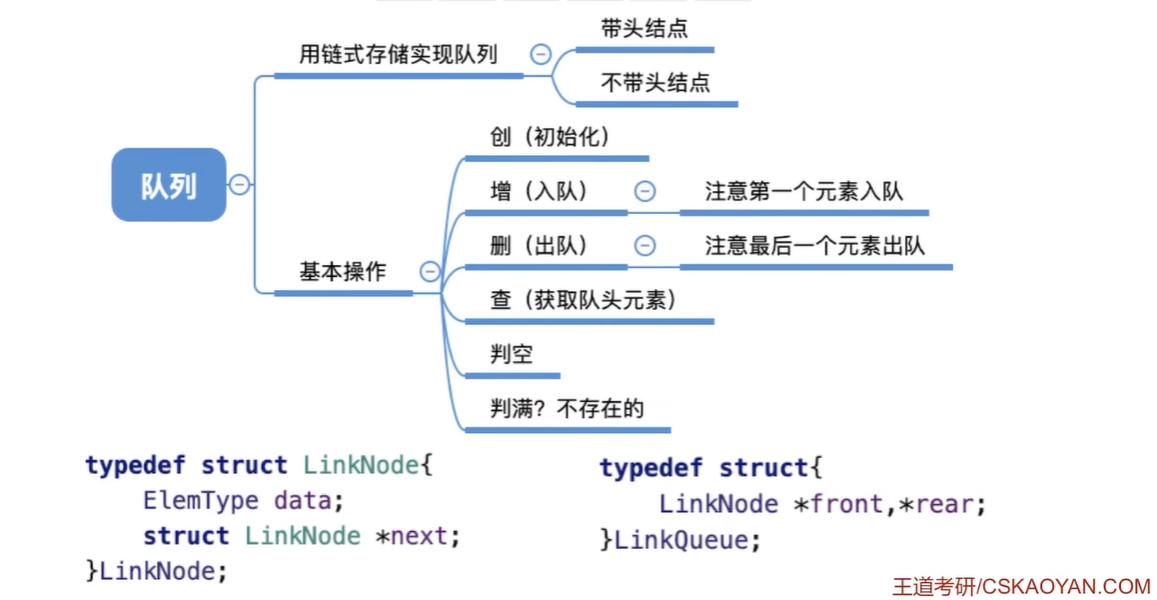 用链式存储实现队列
带头结点
不带头结点
队列
基本操作
创（初始化）
增（入队）
注意第一个元素入队
删（出队）
注意最后一个元素出队
查（获取队头元素）
判空
判满？不存在的
typedef struct LinkNode{
ElemType data;
struct LinkNode *next;
}LinkNode;
typedef struct{
LinkNode *front,*rear;
}LinkQueue;
王道考研/CSKAOYAN.COM